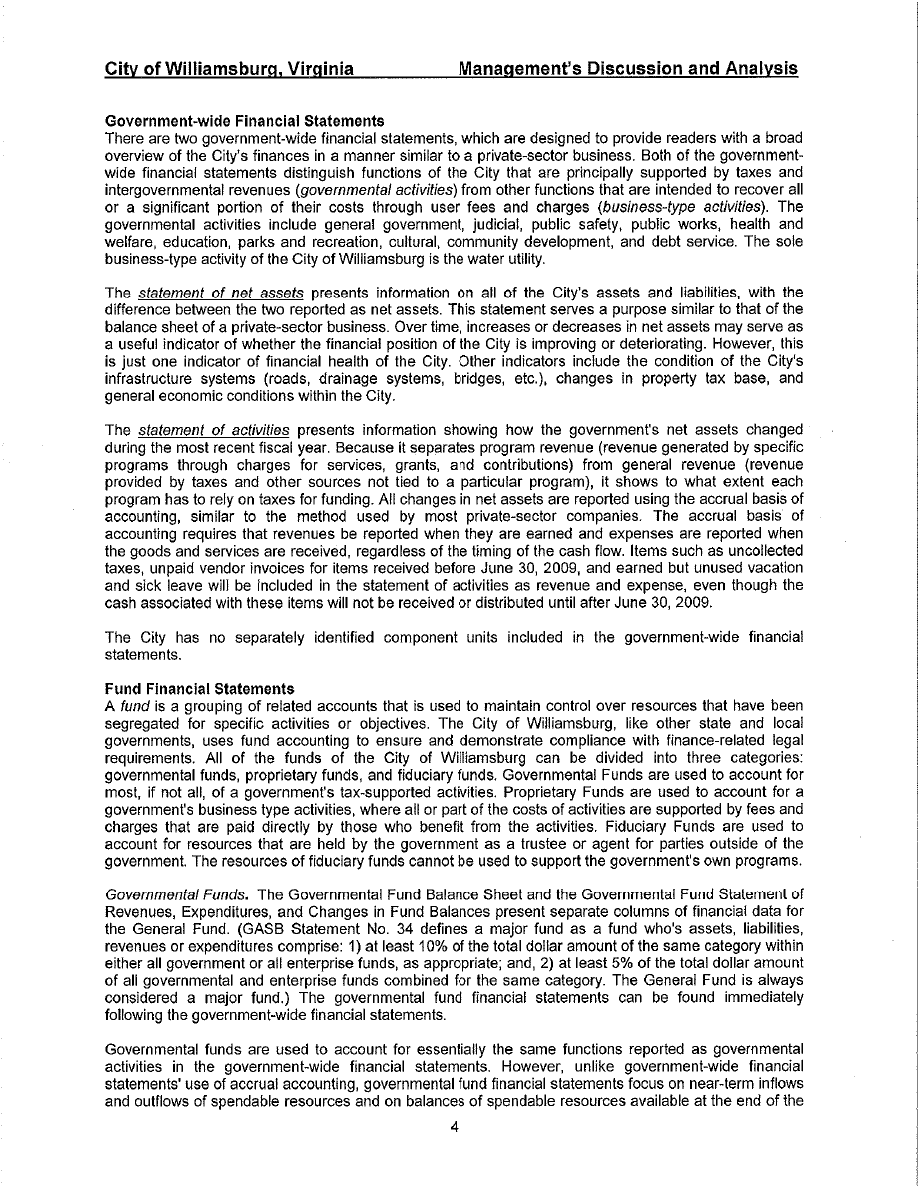 City of Williamsburg, Virginia Management's Discussion and Analysis
Government-wide Financial Statements
There are two government-wide financial statements, which are designed to provide readers with a broad
overview of the City's finances in a manner similar to a private-sector business. Both of the government-
wide financial statements distinguish functions of the City that are principally supported by taxes and
intergovernmental revenues (governmental activities) from other functions that are intended to recover all
or a significant portion of their costs through user fees and charges (business-type activities). The
governmental activities include general government, judicial, public safety, public works, health and
welfare, education, parks and recreation, cultural, community development, and debt service. The sole
business-type activity of the City of Williamsburg is the water utility.
The statement of net assets presents information on all of the City's assets and liabilities, with the
difference between the two reported as net assets. This statement serves a purpose similar to that of the
balance sheet of a private-sector business. Over time, increases or decreases in net assets may serve as
a useful indicator of whether the financial position of the City is improving or deteriorating. However, this
is just one indicator of financial health of the City. Other indicators include the condition of the City's
infrastructure systems (roads, drainage systems, bridges, etc.), changes in property tax base, and
general economic conditions within the City.
The statement of activities presents information showing how the government's net assets changed
during the most recent fiscal year. Because it separates program revenue (revenue generated by specific
programs through charges for services, grants, and contributions) from general revenue (revenue
provided by taxes and other sources not tied to a particular program), it shows to what extent each
program has to rely on taxes for funding. All changes in net assets are reported using the accrual basis of
accounting, similar to the method used by most private-sector companies. The accrual basis of
accounting requires that revenues be reported when they are earned and expenses are reported when
the goods and services are received, regardless of the timing of the cash flow. Items such as uncollected
taxes, unpaid vendor invoices for items received before June 30, 2009, and earned but unused vacation
and sick leave will be included in the statement of activities as revenue and expense, even though the
cash associated with these items will not be received or distributed until after June 30, 2009.
The City has no separately identified component units included in the government-wide financial
statements.
Fund Financial Statements
A fund is a grouping of related accounts that is used to maintain control over resources that have been
segregated for specific activities or objectives. The City of Williamsburg, like other state and local
governments, uses fund accounting to ensure and demonstrate compliance with finance-related legal
requirements. All of the funds of the City of Williamsburg can be divided into three categories:
governmental funds, proprietary funds, and fiduciary funds. Governmental Funds are used to account for
most, if not all, of a government's tax-supported activities. Proprietary Funds are used to account for a
government's business type activities, where all or part of the costs of activities are supported by fees and
charges that are paid directly by those who benefit from the activities. Fiduciary Funds are used to
account for resources that are held by the government as a trustee or agent for parties outside of the
government. The resources of fiduciary funds cannot be used to support the government's own programs.
Governmental Funds. The Governmental Fund Balance Sheet and the Governmental Fund Statement of
Revenues, Expenditures, and Changes in Fund Balances present separate columns of financial data for
the General Fund. (GASB Statement No. 34 defines a major fund as a fund who's assets, liabilities,
revenues or expenditures comprise: 1) at least 10% of the total dollar amount of the same category within
either all government or all enterprise funds, as appropriate; and, 2) at least 5% of the total dollar amount
of all governmental and enterprise funds combined for the same category. The General Fund is always
considered a major fund.) The governmental fund financial statements can be found immediately
following the government-wide financial statements.
Governmental funds are used to account for essentially the same functions reported as governmental
activities in the government-wide financial statements. However, unlike government-wide financial
statements' use of accrual accounting, governmental fund financial statements focus on near-term inflows
and outflows of spendable resources and on balances of spendable resources available at the end of the
4